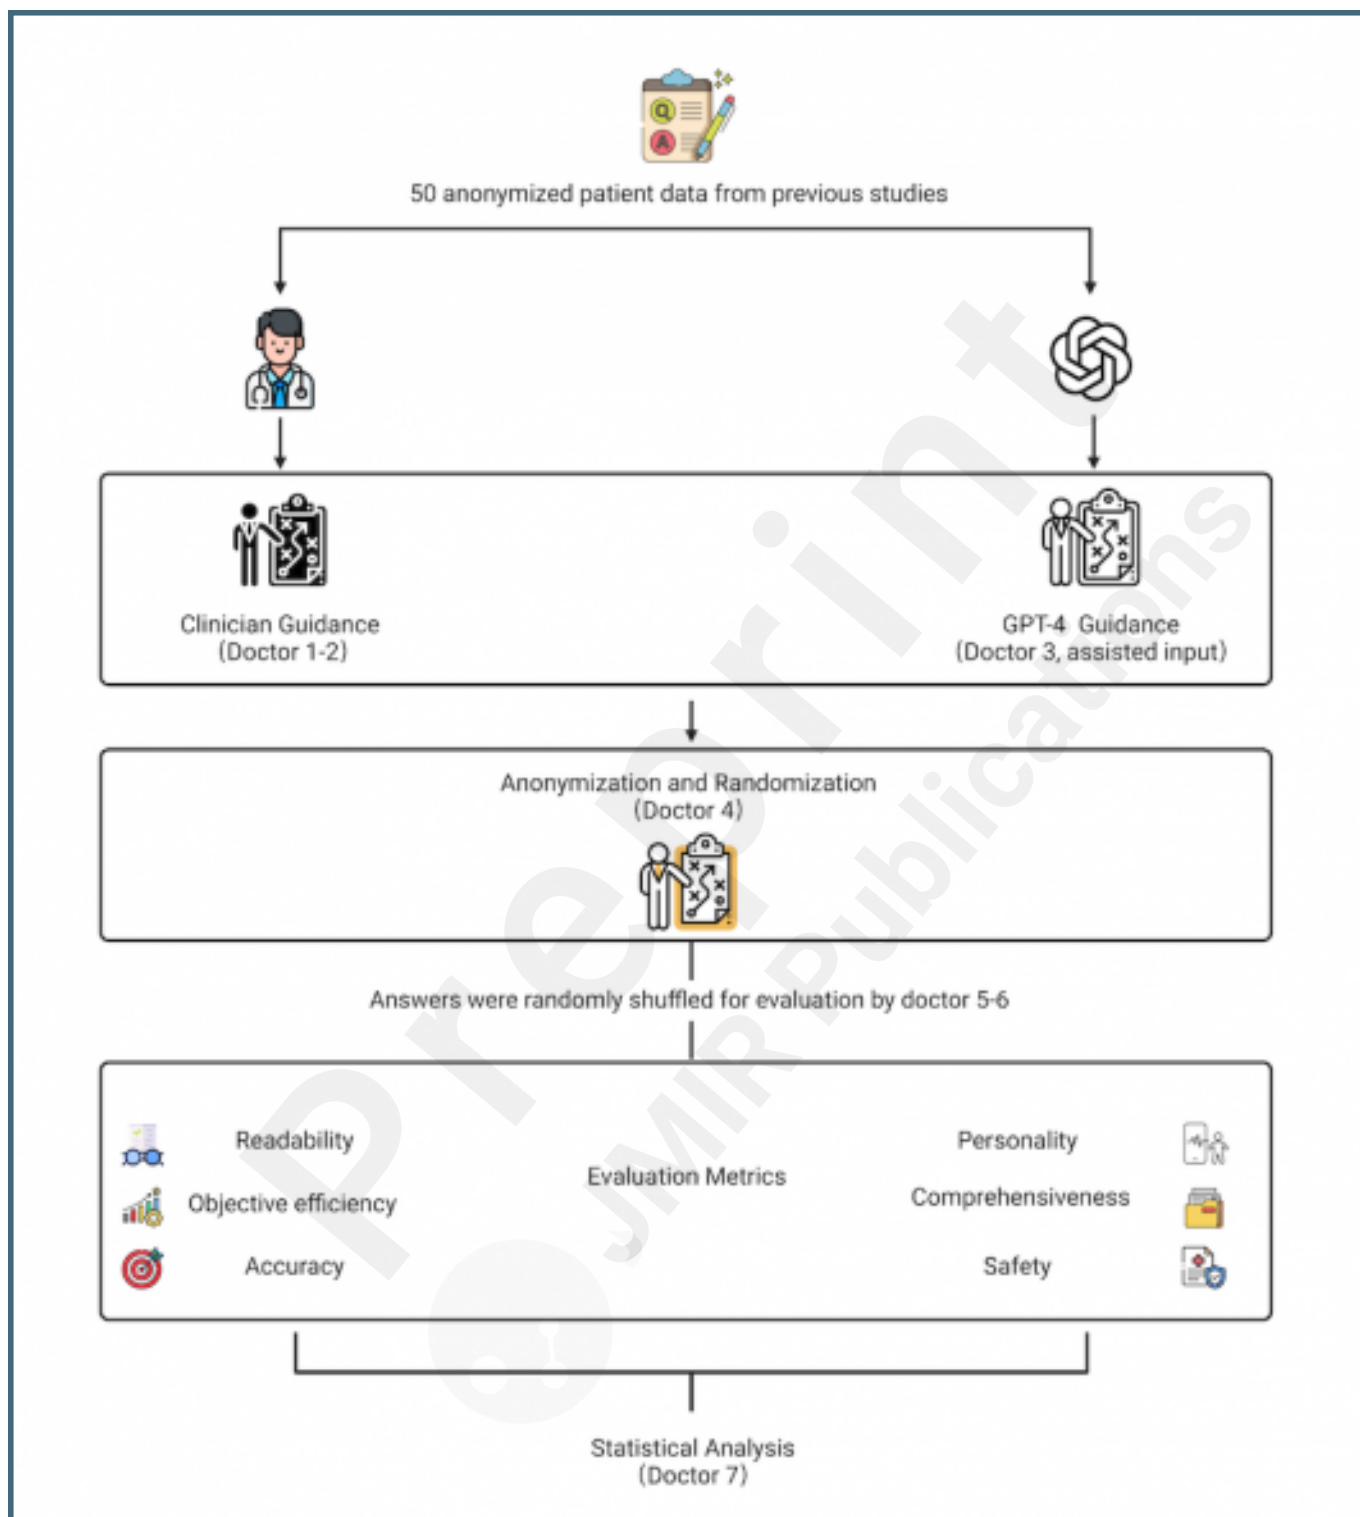 Q
A
50 anonymized patient data from previous studies
Clinician Guidance
(Doctor 1-2)
GPT-4 Guidance
(Doctor 3, assisted input)
Anonymization and Randomization
(Doctor 4)
Answers were randomly shuffled for evaluation by doctor 5-6
Readability
Personality
Evaluation Metrics
Objective efficiency
Comprehensiveness
Accuracy
Safety
Statistical Analysis
(Doctor 7)
Preprint
JMIR Publications